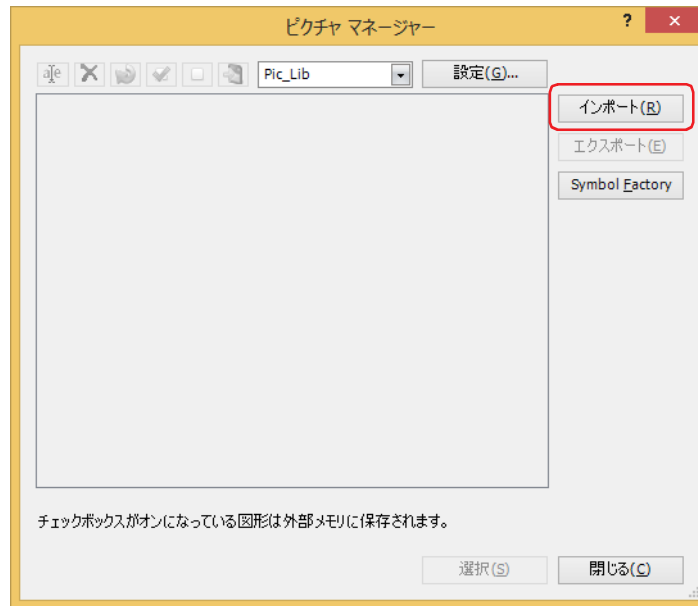 ピクチャ マネージャー
?
Pic_Lib
設定(G)...
インポート(R)
エクスポート(E)
Symbol Factory
チェックボックスがオンになっている図形は外部メモリに保存されます。
選択(S)
閉じる(C)